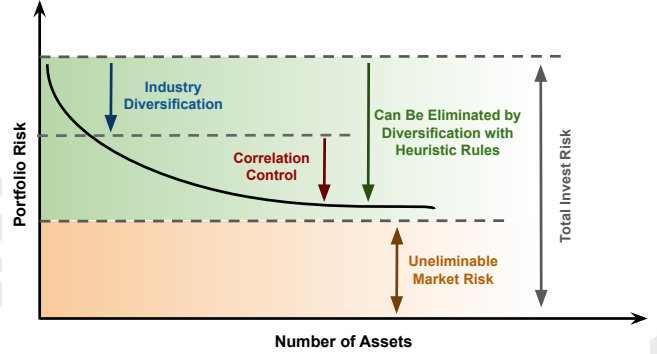 Industry
Diversification
Can Be Eliminated by
Diversification with
Heuristic Rules
Correlation
Control
Uneliminable
Market Risk
Portfolio Risk
Total Invest Risk
Number of Assets